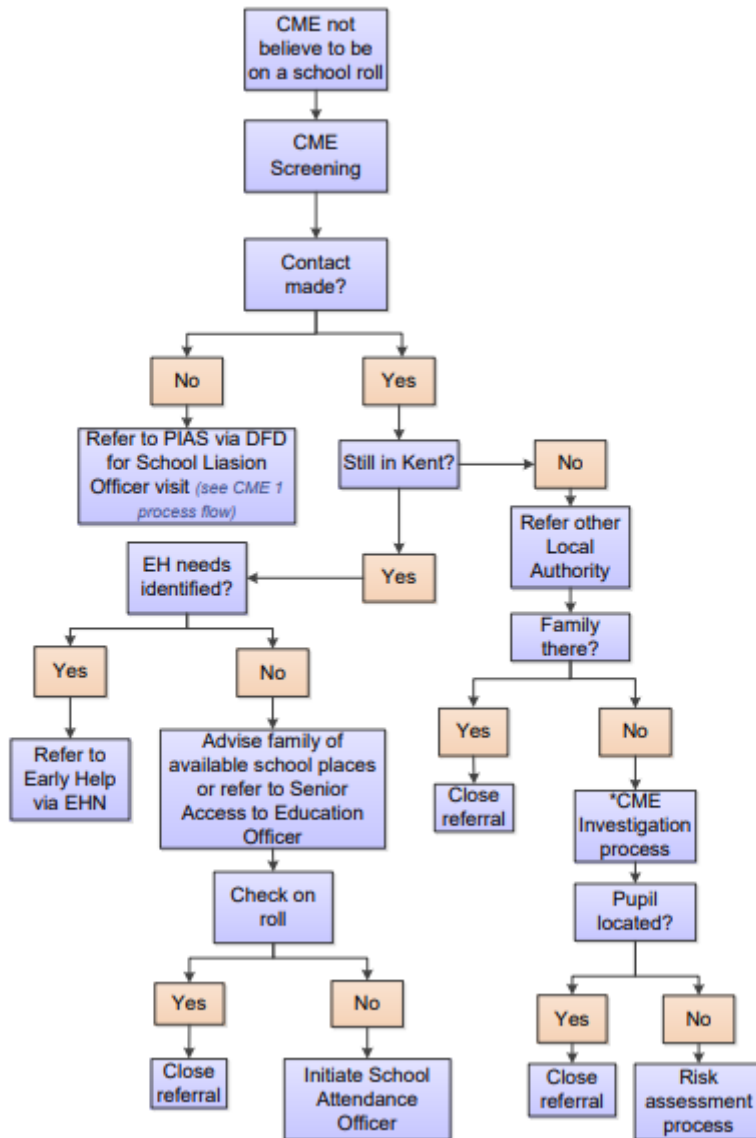 CME not
believe to be
on a school roll
CME
Screening
Contact
made?
No
Yes
Refer to PIAS via DFD
for School Liasion
Officer visit (see CME 1
process flow)
Still in Kent?
No
EH needs
identified?
Yes
Refer other
Local
Authority
Family
there?
Yes
No
Yes
No
Refer to
Early Help
via EHN
Advise family of
available school places
or refer to Senior
Access to Education
Officer
Close
referral
*CME
Investigation
process
Check on
roll
Pupil
located?
Yes
No
Yes
No
Close
referral
Initiate School
Attendance
Officer
Close
referral
Risk
assessment
process